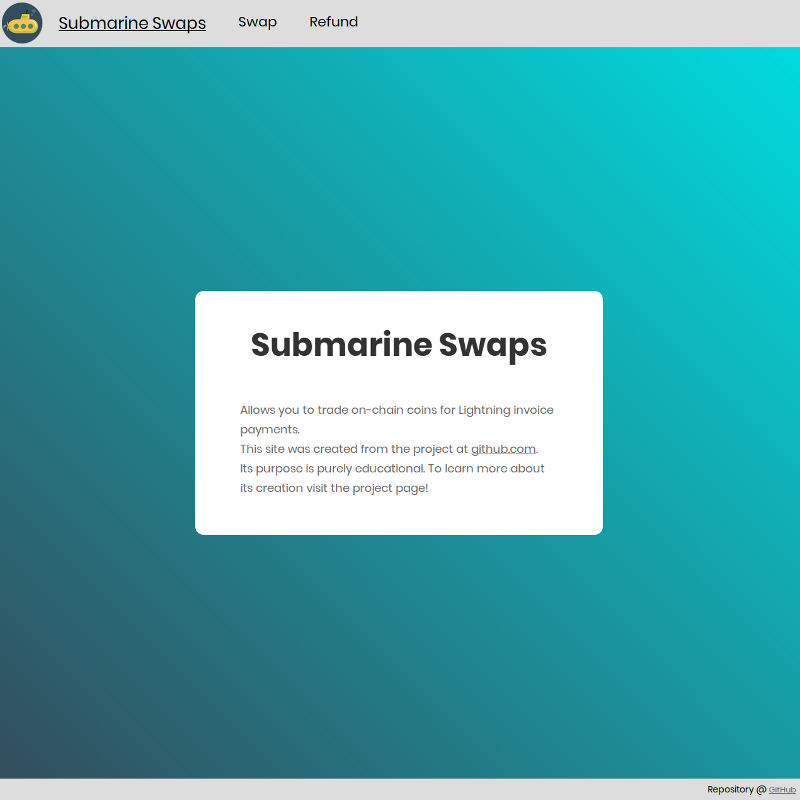 Submarine Swaps Swap Refund
Submarine Swaps
Allows you to trade on-chain coins for Lightning invoice
payments.
This site was created from the project at github.com.
Its purpose is purely educational. To learn more about
its creation visit the project page!
Repository @ GitHub